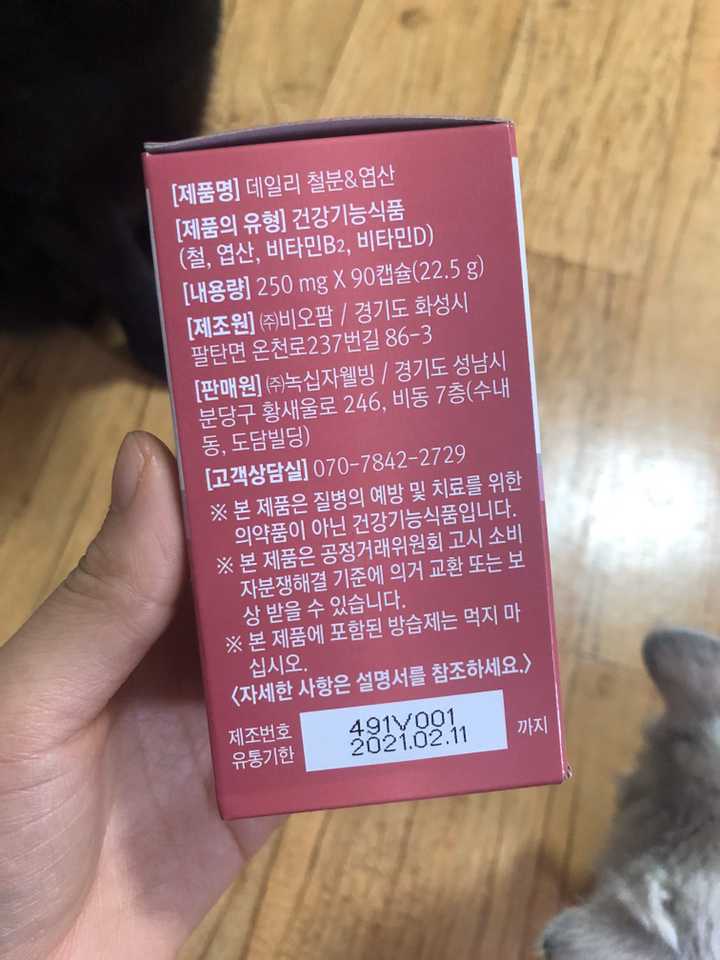 [제품명] 데일리 철분&엽산
[제품의 유형] 건강기능식품
(철, 엽산, 비타민B₂, 비타민D)
[내용량] 250 mg X 90캡슐(22.5 g)
[제조원] ㈜비오팜 / 경기도 화성시
팔탄면 온천로237번길 86-3
[판매원] ㈜녹십자웰빙 / 경기도 성남시
분당구 황새울로 246, 비동 7층(수내
동, 도담빌딩)
[고객상담실] 070-7842-2729
※ 본 제품은 질병의 예방 및 치료를 위한
의약품이 아닌 건강기능식품입니다.
※ 본 제품은 공정거래위원회 고시 소비
자분쟁해결 기준에 의거 교환 또는 보
상 받을 수 있습니다.
※ 본 제품에 포함된 방습제는 먹지 마
십시오.
〈자세한 사항은 설명서를 참조하세요.〉
제조번호 491V001
유통기한 2021.02.11 까지